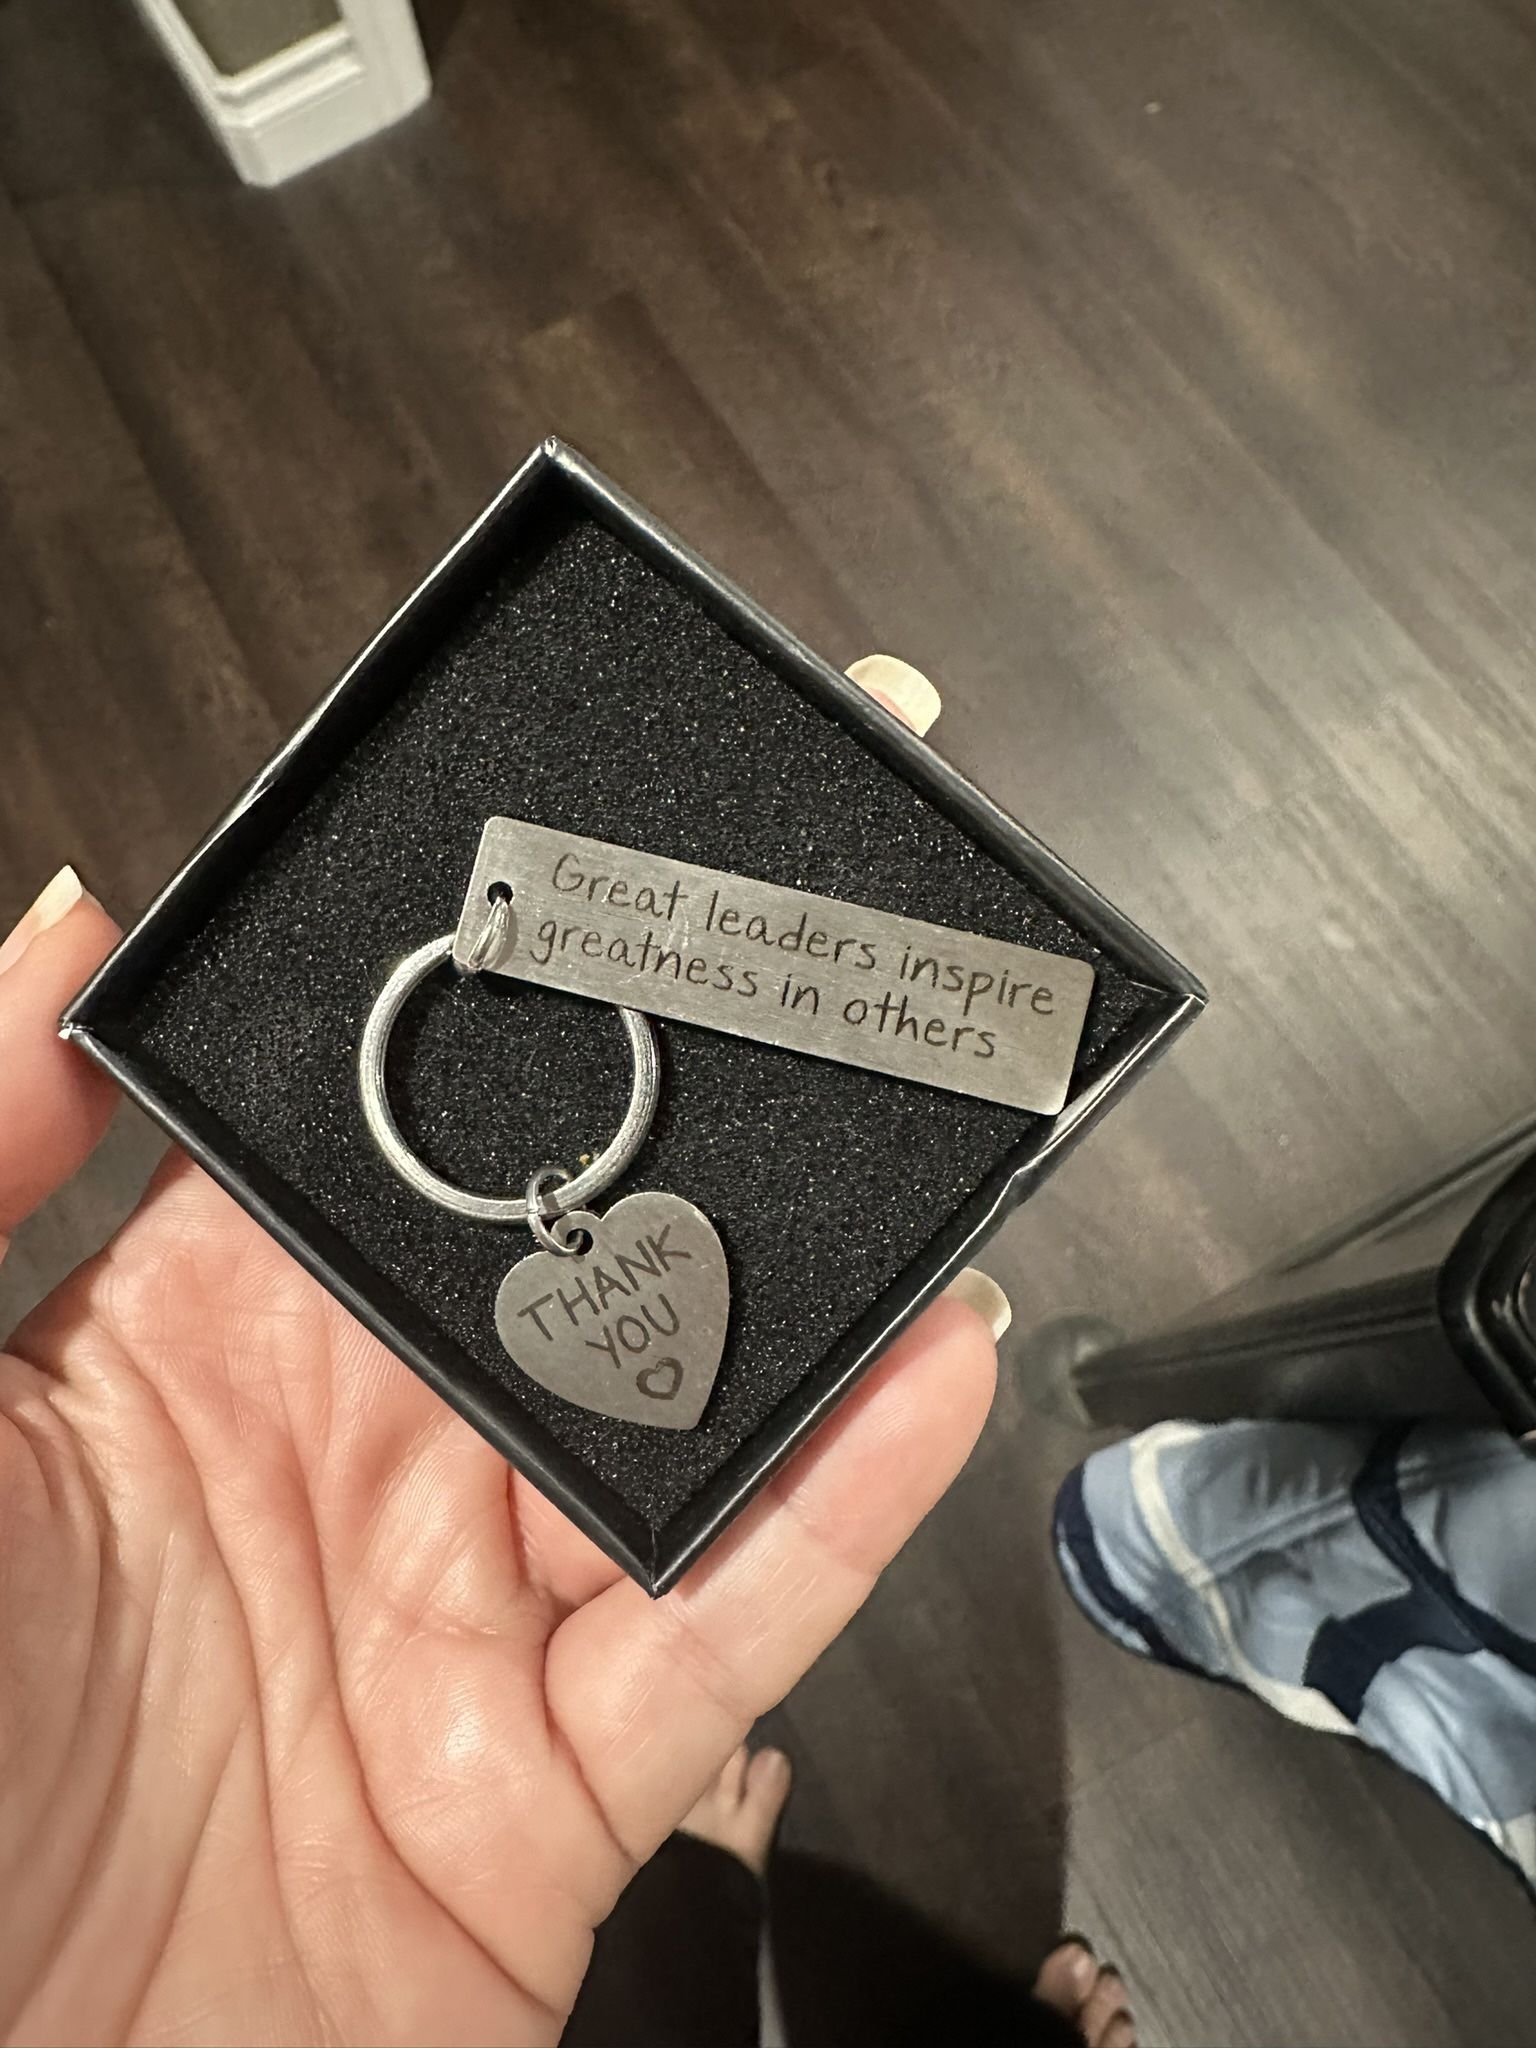 Great leaders inspire
greatness in others
THANK
YOU